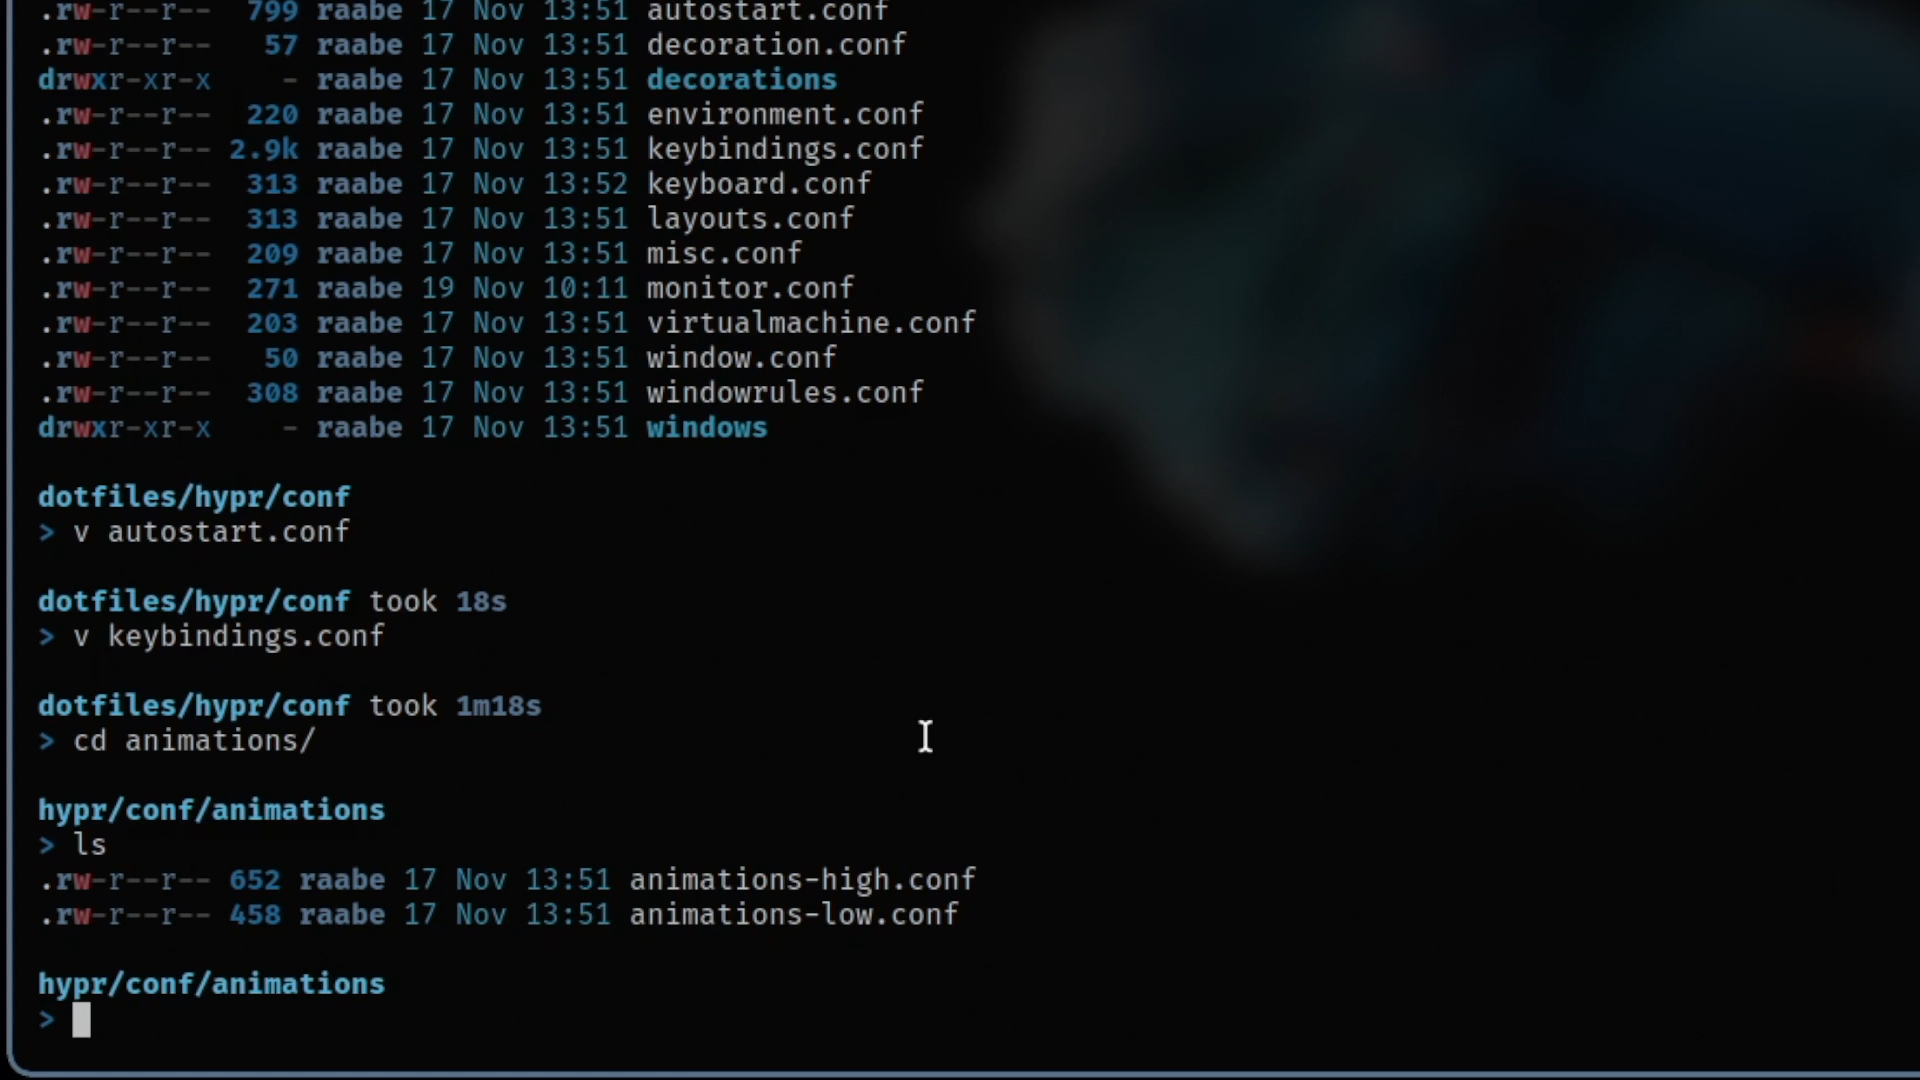 .rw-r--r-- 799 raabe 17 Nov 13:51 autostart.conf
.rw-r--r-- 57 raabe 17 Nov 13:51 decoration.conf
drwxr-xr-x - raabe 17 Nov 13:51 decorations
.rw-r--r-- 220 raabe 17 Nov 13:51 environment.conf
.rw-r--r-- 2.9k raabe 17 Nov 13:51 keybindings.conf
.rw-r--r-- 313 raabe 17 Nov 13:52 keyboard.conf
.rw-r--r-- 313 raabe 17 Nov 13:51 layouts.conf
.rw-r--r-- 209 raabe 17 Nov 13:51 misc.conf
.rw-r--r-- 271 raabe 19 Nov 10:11 monitor.conf
.rw-r--r-- 203 raabe 17 Nov 13:51 virtualmachine.conf
.rw-r--r-- 50 raabe 17 Nov 13:51 window.conf
.rw-r--r-- 308 raabe 17 Nov 13:51 windowrules.conf
drwxr-xr-x - raabe 17 Nov 13:51 windows
dotfiles/hypr/conf
> v autostart.conf
dotfiles/hypr/conf took 18s
> v keybindings.conf
dotfiles/hypr/conf took 1m18s
> cd animations/
hypr/conf/animations
> ls
.rw-r--r-- 652 raabe 17 Nov 13:51 animations-high.conf
.rw-r--r-- 458 raabe 17 Nov 13:51 animations-low.conf
hypr/conf/animations
>